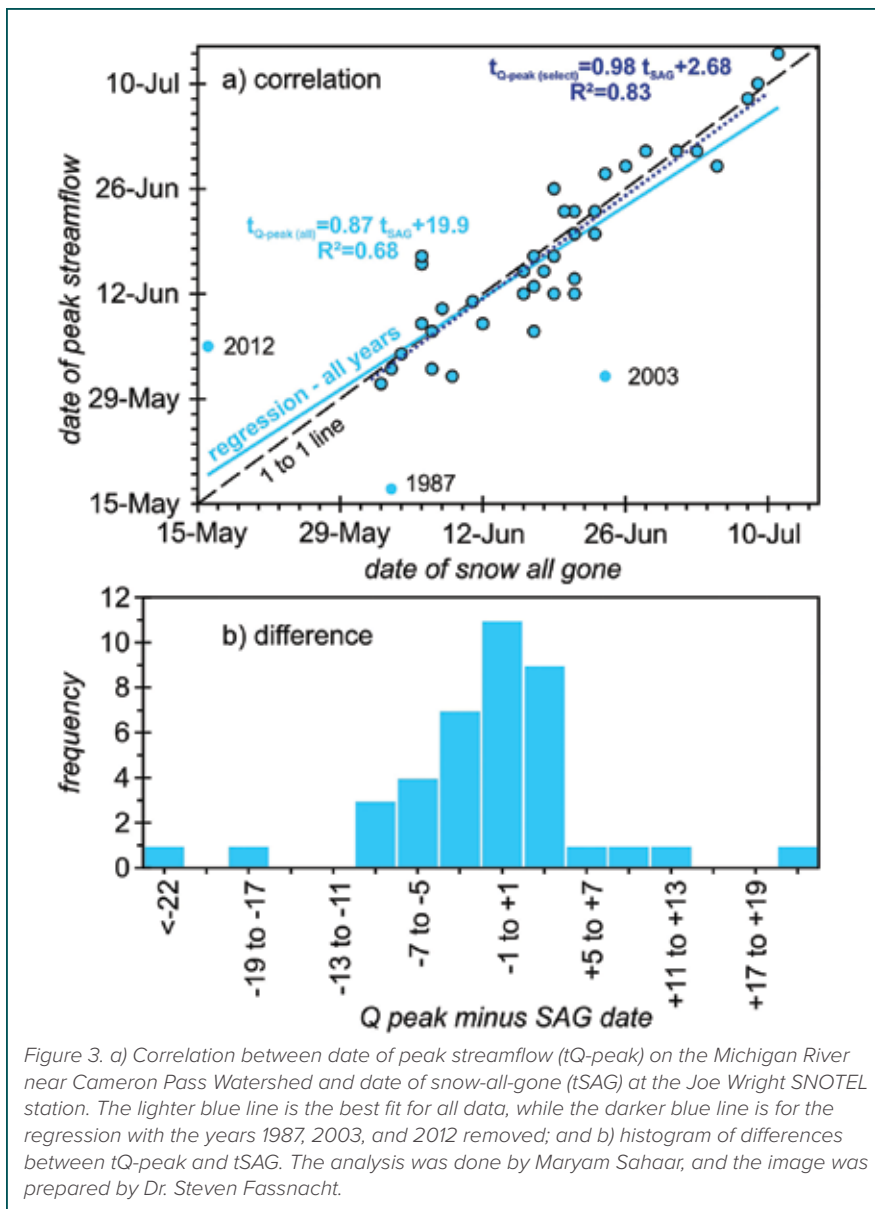 a) correlation
t_Q-peak (select)=0.98 t_SAG+2.68
R²=0.83
t_Q-peak (all)=0.87 t_SAG+19.9
R²=0.68
10-Jul
26-Jun
12-Jun
29-May
15-May
date of peak streamflow
2012
2003
1987
regression - all years
1 to 1 line
15-May
29-May
12-Jun
26-Jun
10-Jul
date of snow all gone
b) difference
12
10
8
6
4
2
0
frequency
<-22
-19 to -17
-13 to -11
-7 to -5
-1 to +1
+5 to +7
+11 to +13
+17 to +19
Q peak minus SAG date
Figure 3. a) Correlation between date of peak streamflow (tQ-peak) on the Michigan River
near Cameron Pass Watershed and date of snow-all-gone (tSAG) at the Joe Wright SNOTEL
station. The lighter blue line is the best fit for all data, while the darker blue line is for the
regression with the years 1987, 2003, and 2012 removed; and b) histogram of differences
between tQ-peak and tSAG. The analysis was done by Maryam Sahaar, and the image was
prepared by Dr. Steven Fassnacht.